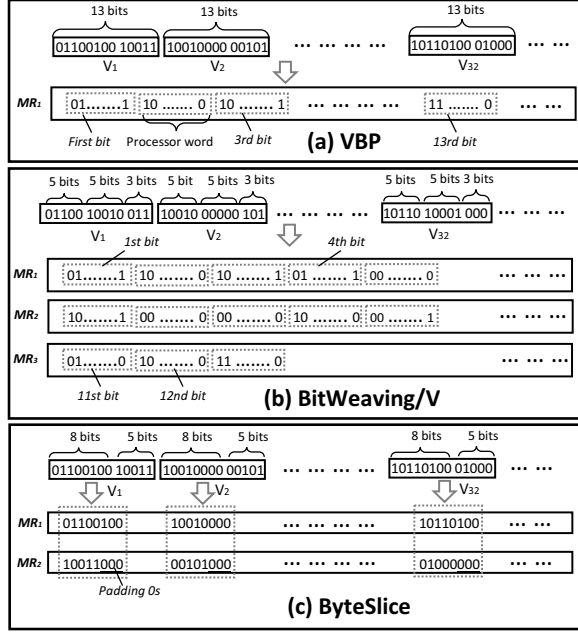 13 bits 13 bits 13 bits
01100100 10011 10010000 00101 ... ... ... ... 10110100 01000 ... ...
V1 V2 V32
MR1 01.......1 10 ....... 0 10 ....... 1 ... ... ... ... 11 ....... 0 ... ...
First bit Processor word 3rd bit 13rd bit
(a) VBP
5 bits 5 bits 3 bits 5 bit 5 bits 3 bits 5 bits 5 bits 3 bits
01100 10010 011 10010 00000 101 ... ... ... ... 10110 10001 000 ... ...
V1 V2 V32
1st bit 4th bit
MR1 01.......1 10 ....... 0 10 ....... 1 01 ....... 1 00 ....... 0 ... ... ...
MR2 10.......1 00 ....... 0 00 ....... 0 10 ....... 0 00 ....... 1 ... ... ...
MR3 01.......0 10 ....... 0 11 ....... 0 ... ... ...
11st bit 12nd bit
(b) BitWeaving/V
8 bits 5 bits 8 bits 5 bits 8 bits 5 bits
01100100 10011 10010000 00101 ... ... ... ... 10110100 01000 ... ...
V1 V2 V32
MR1 01100100 10010000 ... ... ... ... 10110100 ... ...
MR2 10011000 00101000 ... ... ... ... 01000000 ... ...
Padding 0s
(c) ByteSlice